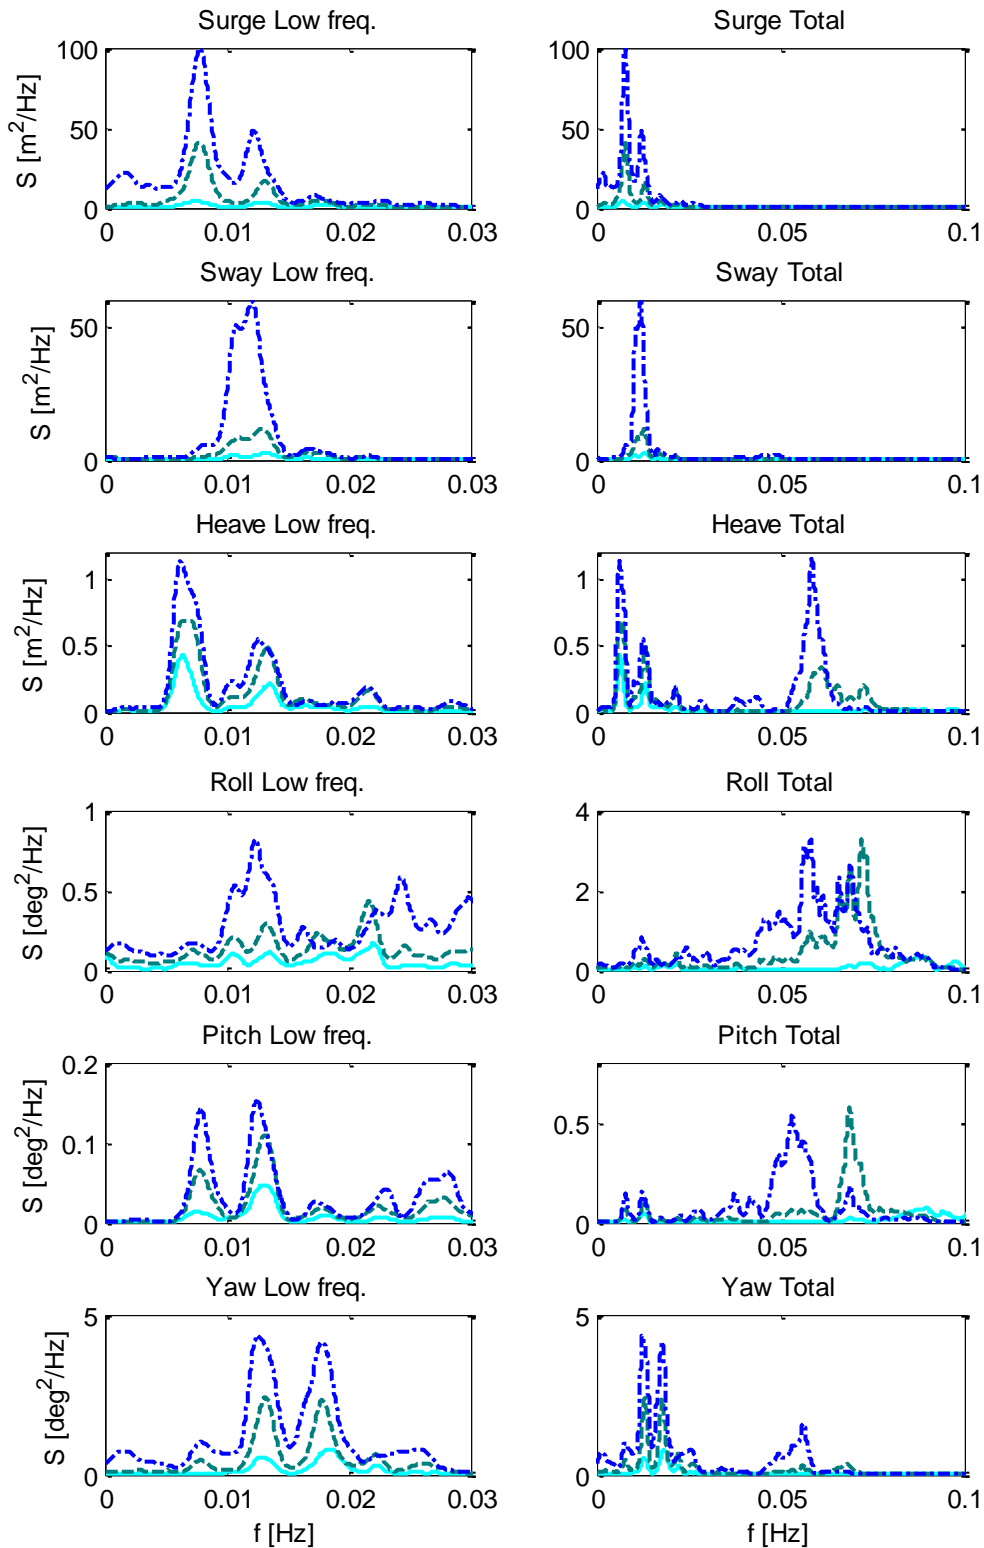 Surge Low freq.
Surge Total
S [m²/Hz]
100
50
0
0 0.01 0.02 0.03
100
50
0
0 0.05 0.1
Sway Low freq.
Sway Total
S [m²/Hz]
50
0
0 0.01 0.02 0.03
50
0
0 0.05 0.1
Heave Low freq.
Heave Total
S [m²/Hz]
1
0.5
0
0 0.01 0.02 0.03
1
0.5
0
0 0.05 0.1
Roll Low freq.
Roll Total
S [deg²/Hz]
1
0.5
0
0 0.01 0.02 0.03
4
2
0
0 0.05 0.1
Pitch Low freq.
Pitch Total
S [deg²/Hz]
0.2
0.1
0
0 0.01 0.02 0.03
0.5
0
0 0.05 0.1
Yaw Low freq.
Yaw Total
S [deg²/Hz]
5
0
0 0.01 0.02 0.03
5
0
0 0.05 0.1
f [Hz]
f [Hz]